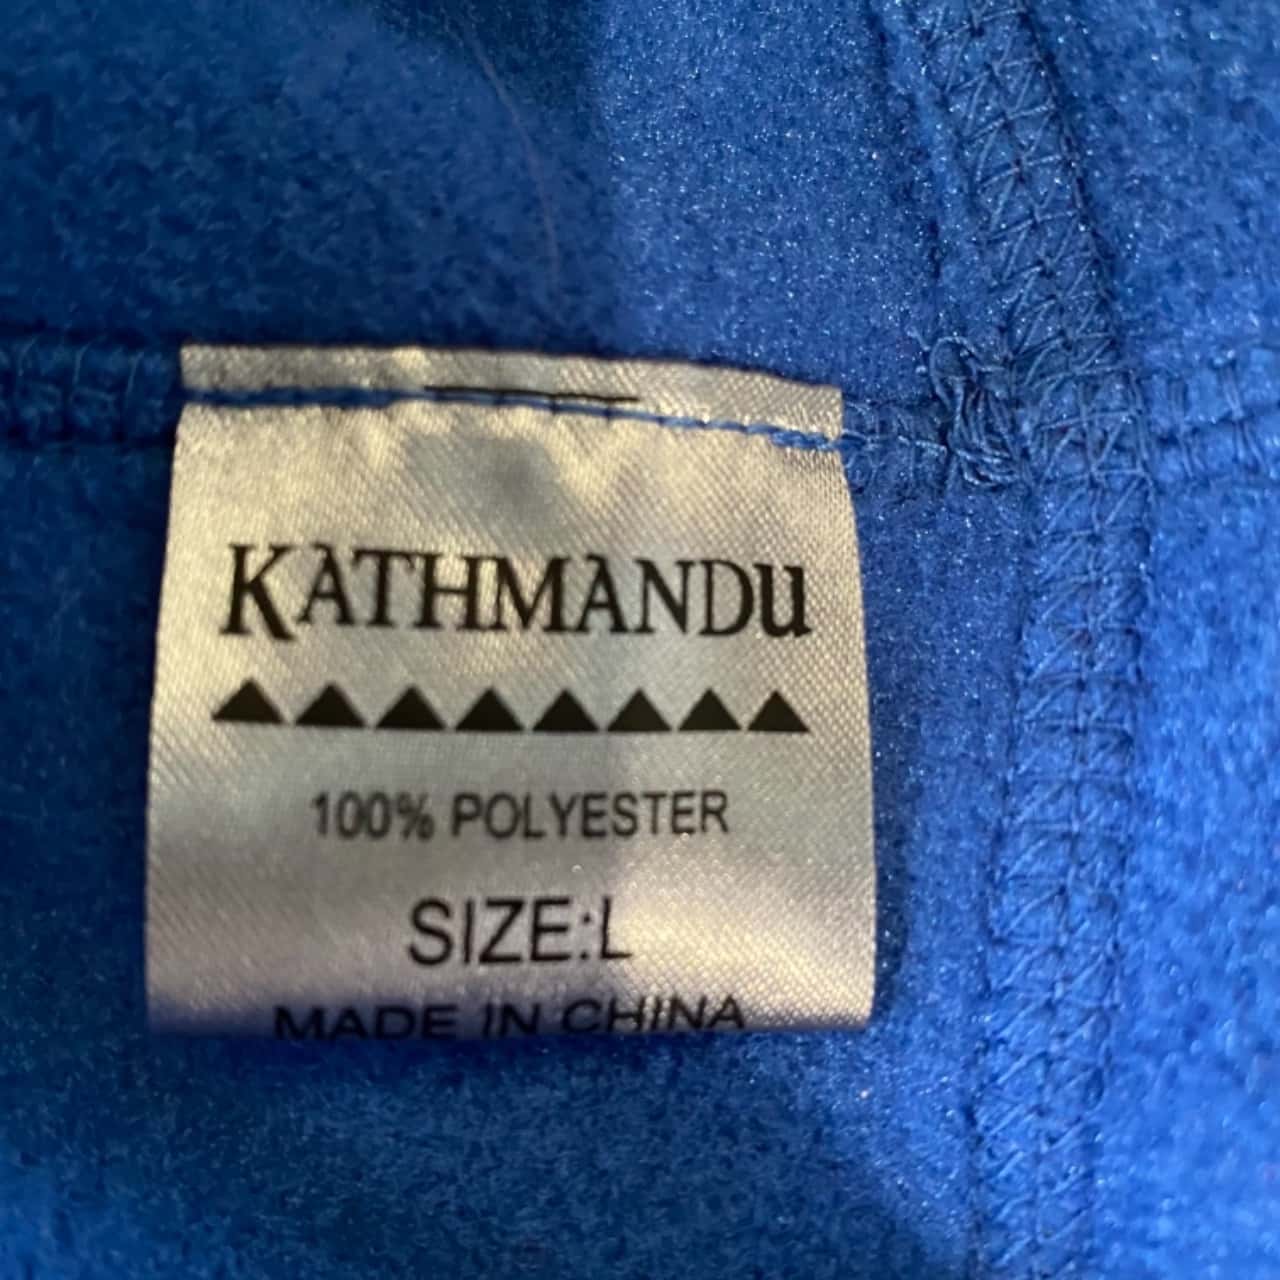 KATHMANDU
100% POLYESTER
SIZE:L
MADE IN CHINA